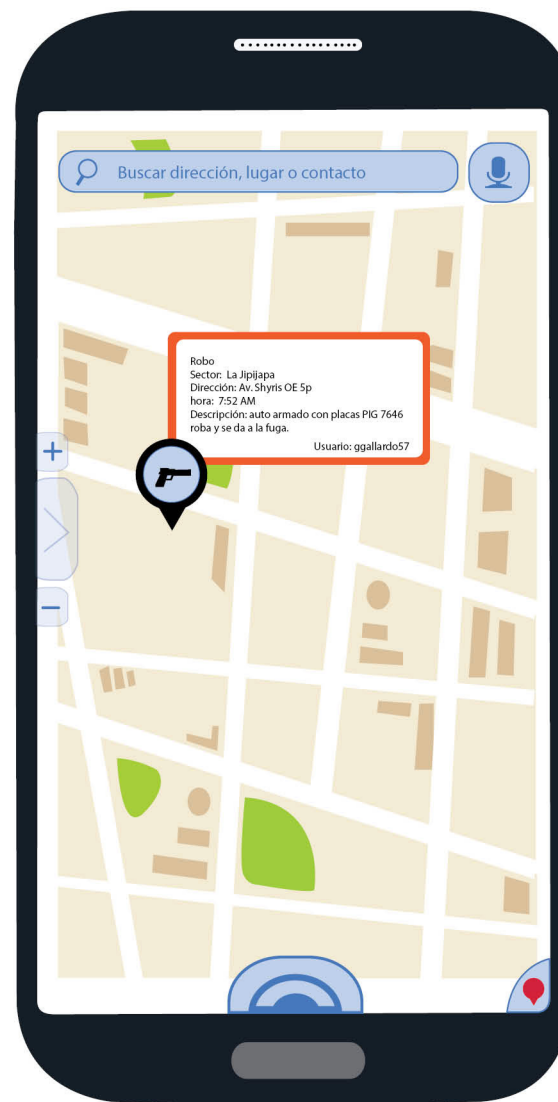 Buscar dirección, lugar o contacto
Robo
Sector: La Jipijapa
Dirección: Av. Shyris OE 5p
hora: 7:52 AM
Descripción: auto armado con placas PIG 7646
roba y se da a la fuga.
Usuario: ggallardo57